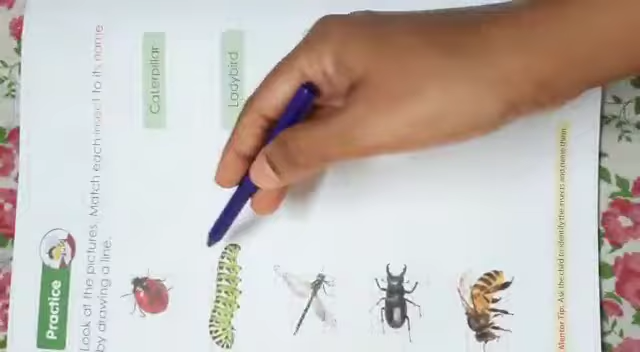 Practice
Look at the pictures. Match each insect to its name
by drawing a line.
Caterpillar
Ladybird
Mentor Tip: Ask the child to identify the insects and name them.